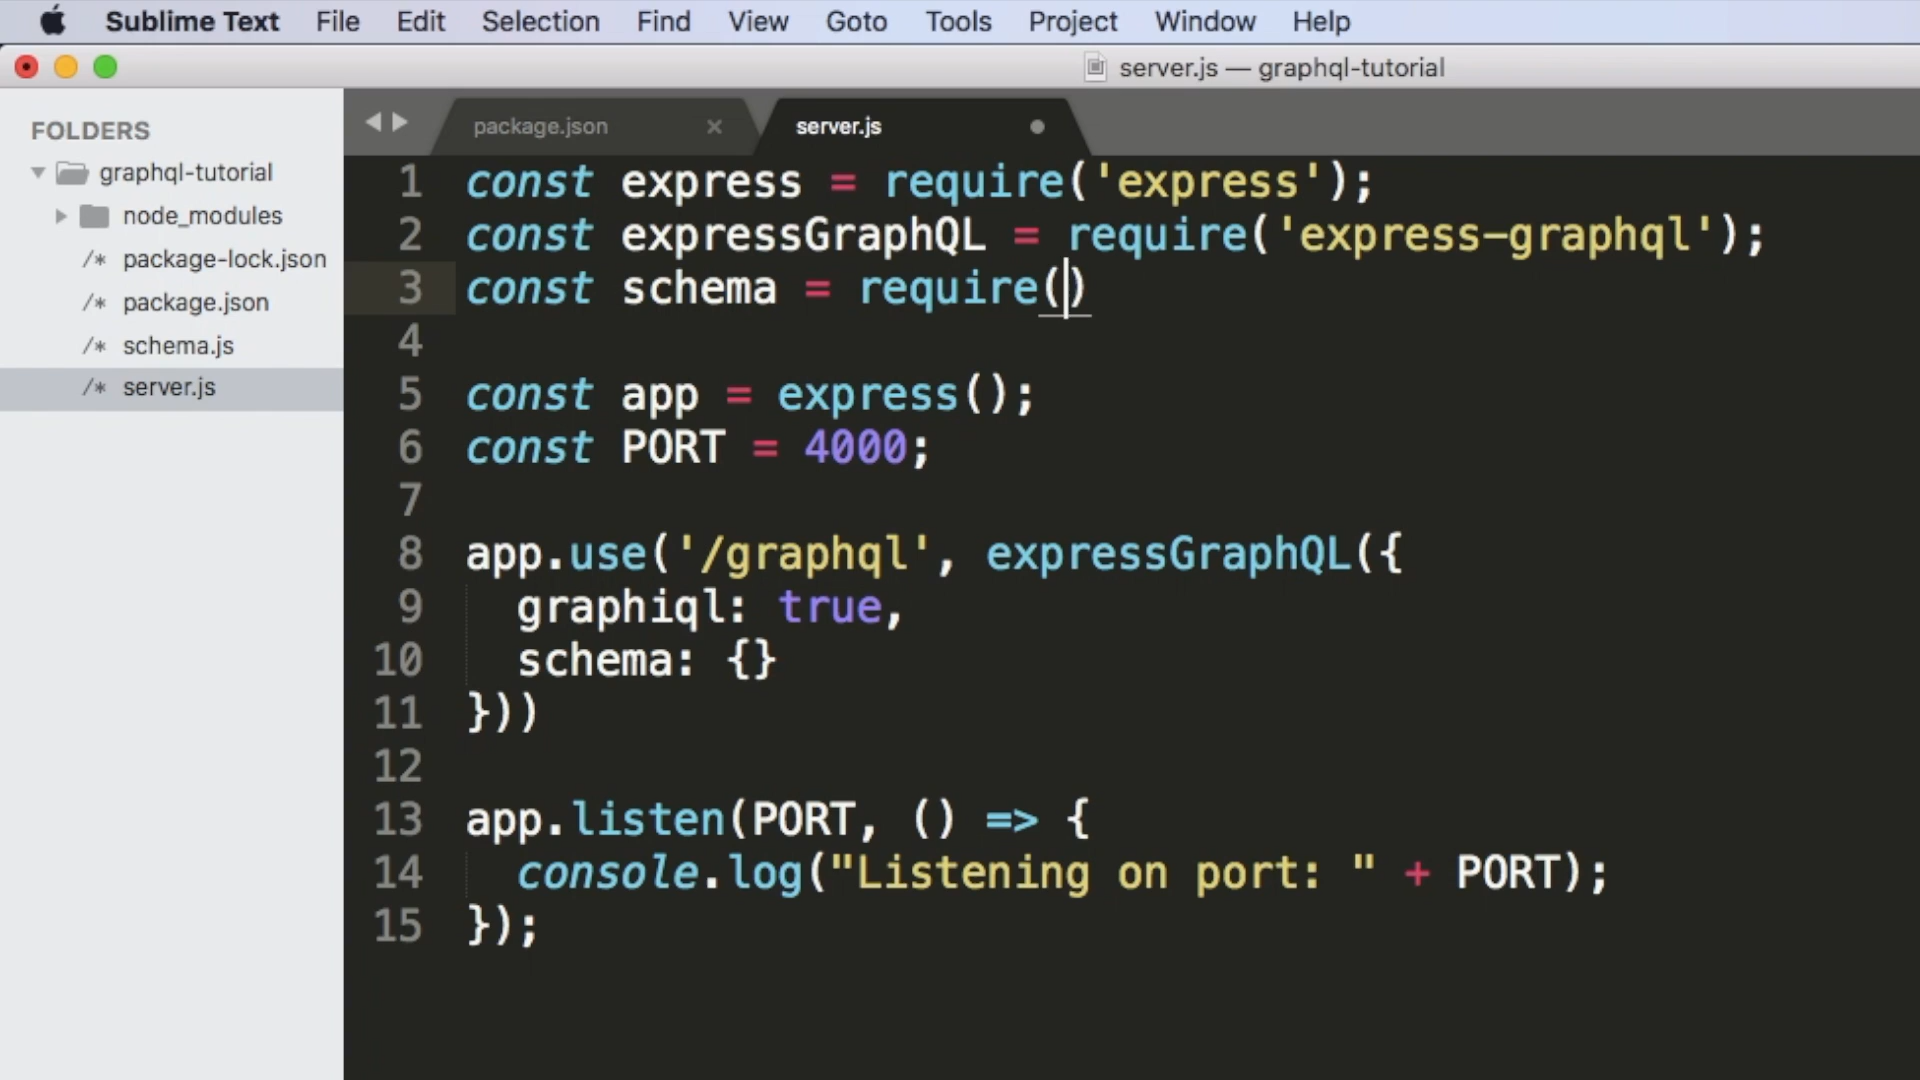 Sublime Text File Edit Selection Find View Goto Tools Project Window Help
server.js — graphql-tutorial
FOLDERS
graphql-tutorial
node_modules
/* package-lock.json
/* package.json
/* schema.js
/* server.js
package.json × server.js
1 const express = require('express');
2 const expressGraphQL = require('express-graphql');
3 const schema = require()
4
5 const app = express();
6 const PORT = 4000;
7
8 app.use('/graphql', expressGraphQL({
9 graphiql: true,
10 schema: {}
11 }))
12
13 app.listen(PORT, () => {
14 console.log("Listening on port: " + PORT);
15 });